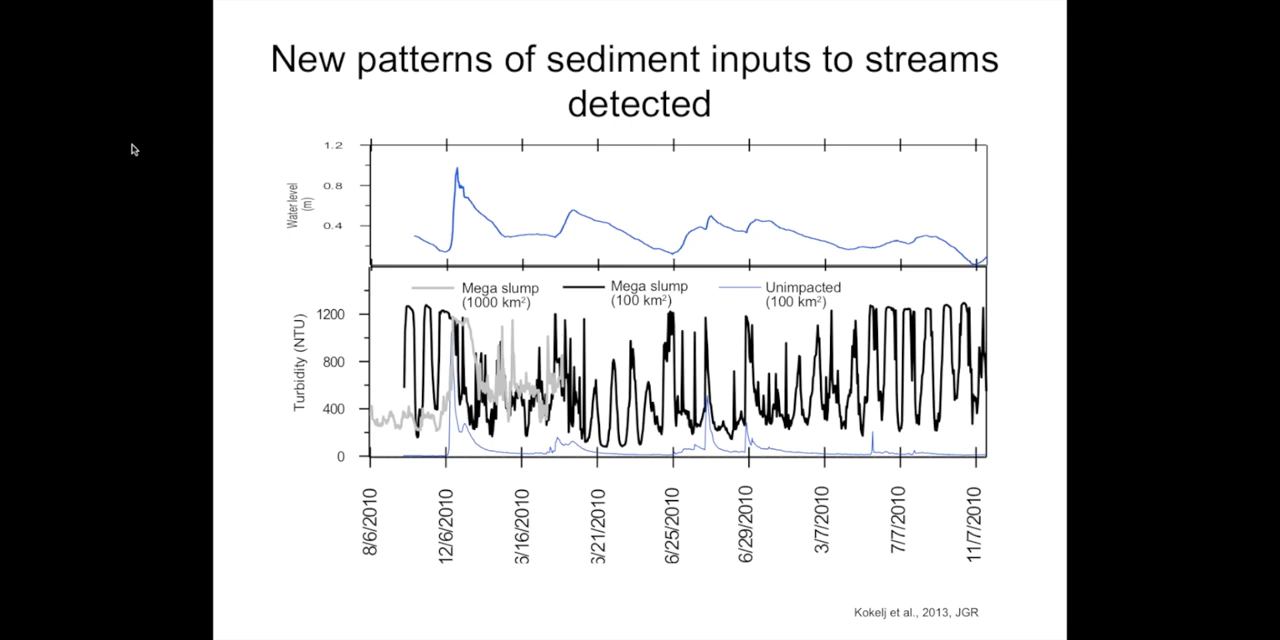 New patterns of sediment inputs to streams
detected
1.2
0.8
0.4
Water level
(m)
Mega slump
(1000 km²)
Mega slump
(100 km²)
Unimpacted
(100 km²)
1200
800
400
0
Turbidity (NTU)
8/6/2010
12/6/2010
6/16/2010
6/21/2010
6/25/2010
6/29/2010
3/7/2010
7/7/2010
11/7/2010
Kokelj et al., 2013, JGR